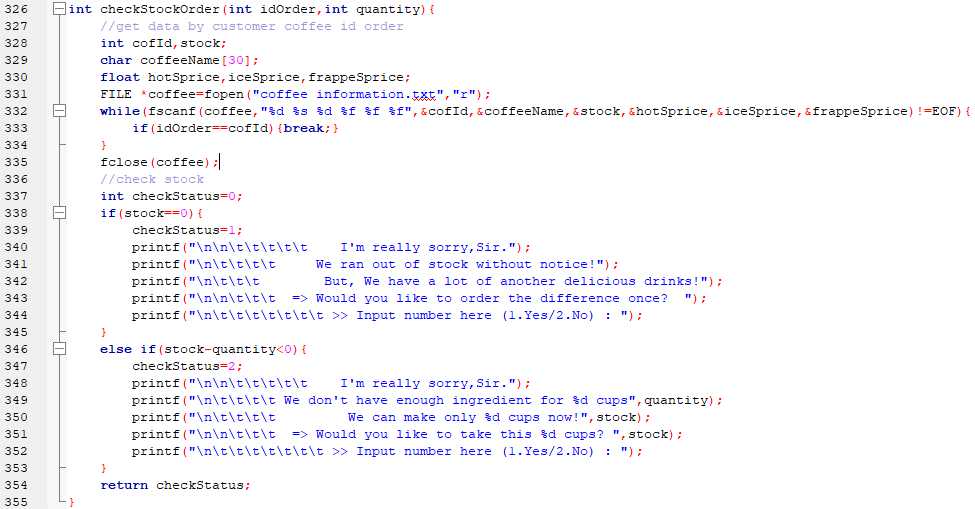 326 int checkStockOrder(int idOrder,int quantity){
327 //get data by customer coffee id order
328 int cofId,stock;
329 char coffeeName[30];
330 float hotSprice,iceSprice,frappeSprice;
331 FILE *coffee=fopen("coffee information.txt","r");
332 while(fscanf(coffee,"%d %s %d %f %f %f",&cofId,&coffeeName,&stock,&hotSprice,&iceSprice,&frappeSprice)!=EOF){
333 if(idOrder==cofId){break;}
334 }
335 fclose(coffee);
336 //check stock
337 int checkStatus=0;
338 if(stock==0){
339 checkStatus=1;
340 printf("\n\n\t\t\t\t\t    I'm really sorry,Sir.");
341 printf("\n\t\t\t\t     We ran out of stock without notice!");
342 printf("\n\t\t\t        But, We have a lot of another delicious drinks!");
343 printf("\n\n\t\t\t  => Would you like to order the difference once?  ");
344 printf("\n\t\t\t\t\t\t\t >> Input number here (1.Yes/2.No) : ");
345 }
346 else if(stock-quantity<0){
347 checkStatus=2;
348 printf("\n\n\t\t\t\t\t    I'm really sorry,Sir.");
349 printf("\n\t\t\t\t We don't have enough ingredient for %d cups",quantity);
350 printf("\n\t\t\t\t         We can make only %d cups now!",stock);
351 printf("\n\n\t\t\t  => Would you like to take this %d cups? ",stock);
352 printf("\n\t\t\t\t\t\t\t >> Input number here (1.Yes/2.No) : ");
353 }
354 return checkStatus;
355 }